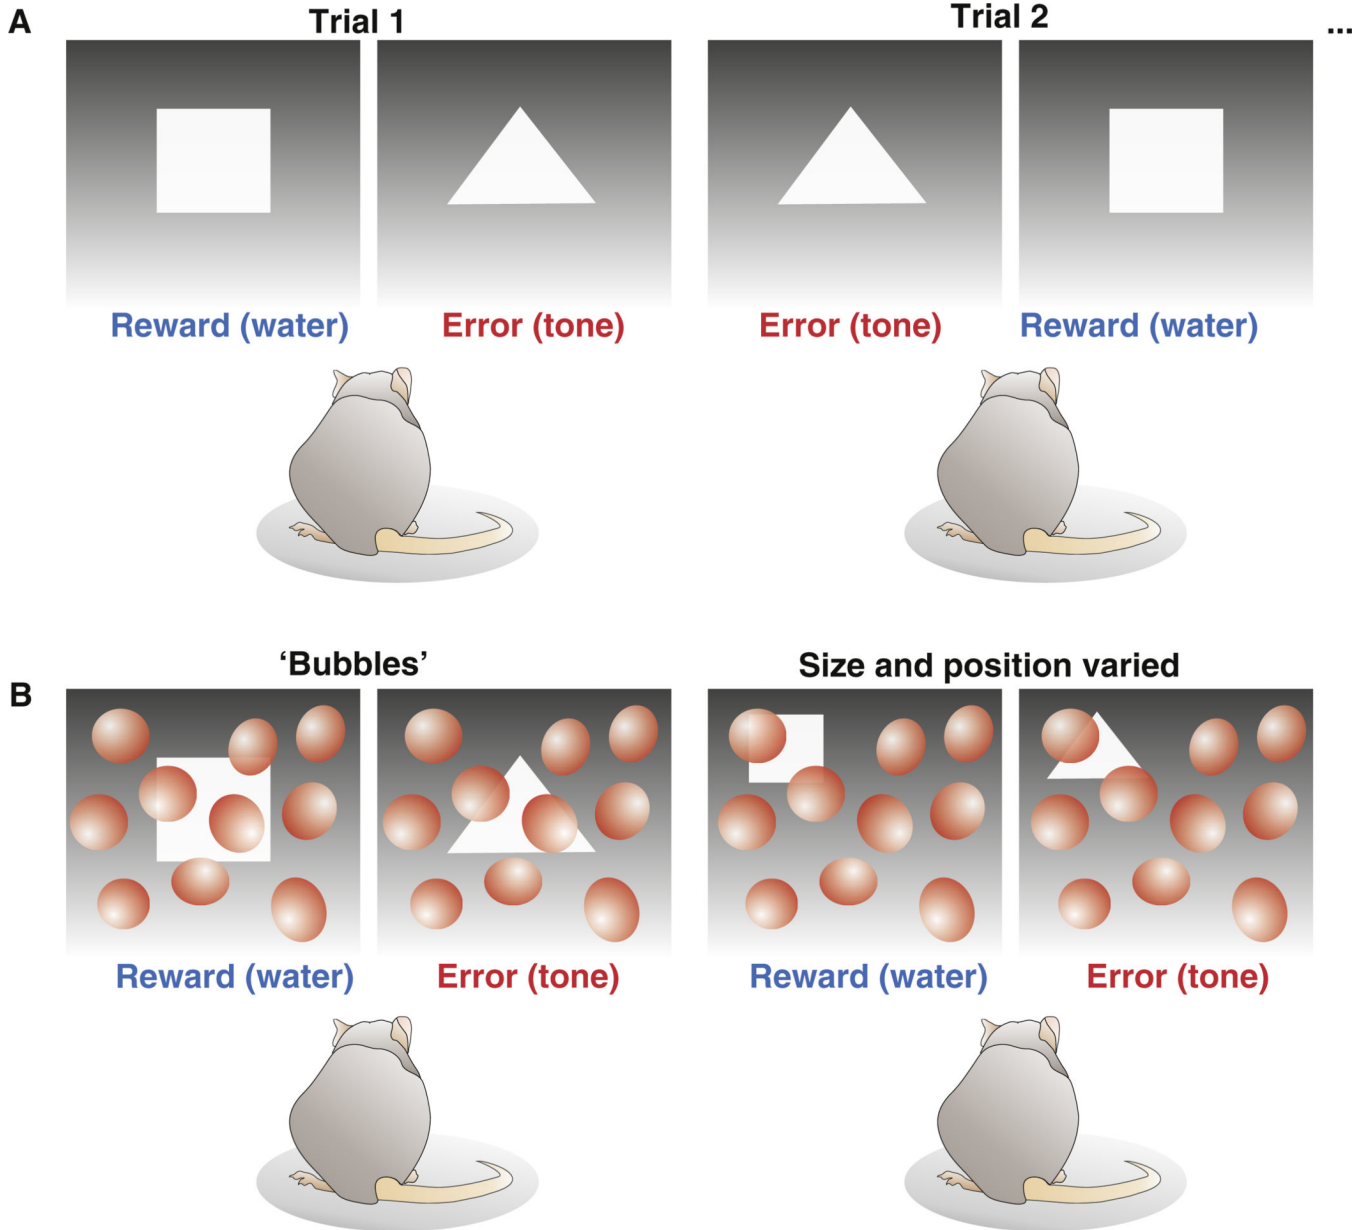 A
Trial 1
Trial 2
...
Reward (water)
Error (tone)
Error (tone)
Reward (water)
B
‘Bubbles’
Size and position varied
Reward (water)
Error (tone)
Reward (water)
Error (tone)